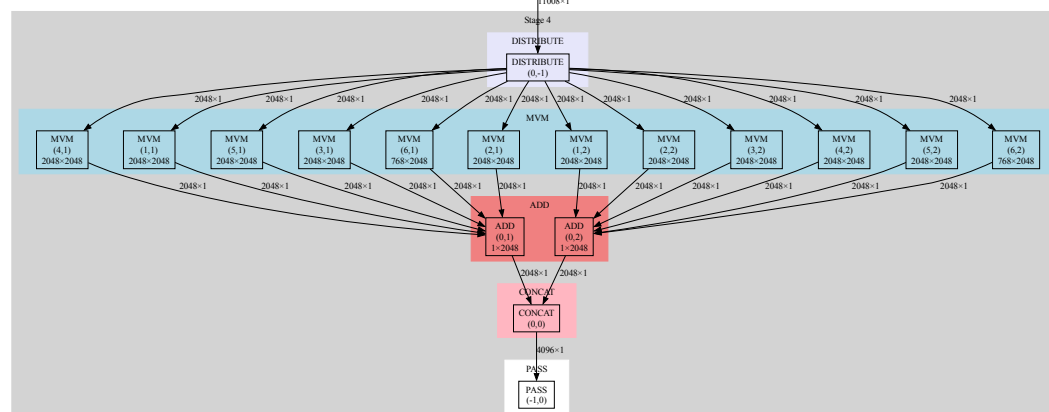 11008×1
Stage 4
DISTRIBUTE
DISTRIBUTE
(0,-1)
2048×1 2048×1 2048×1 2048×1 2048×1 2048×1 2048×1 2048×1 2048×1 2048×1 2048×1 2048×1
MVM
MVM MVM MVM MVM MVM MVM MVM MVM MVM MVM MVM MVM
(4,1) (1,1) (5,1) (3,1) (6,1) (2,1) (1,2) (2,2) (3,2) (4,2) (5,2) (6,2)
2048×2048 2048×2048 2048×2048 2048×2048 768×2048 2048×2048 2048×2048 2048×2048 2048×2048 2048×2048 2048×2048 768×2048
2048×1 2048×1 2048×1 2048×1 2048×1 2048×1 2048×1 2048×1 2048×1 2048×1 2048×1 2048×1
ADD
ADD ADD
(0,1) (0,2)
1×2048 1×2048
2048×1 2048×1
CONCAT
CONCAT
(0,0)
4096×1
PASS
PASS
(-1,0)